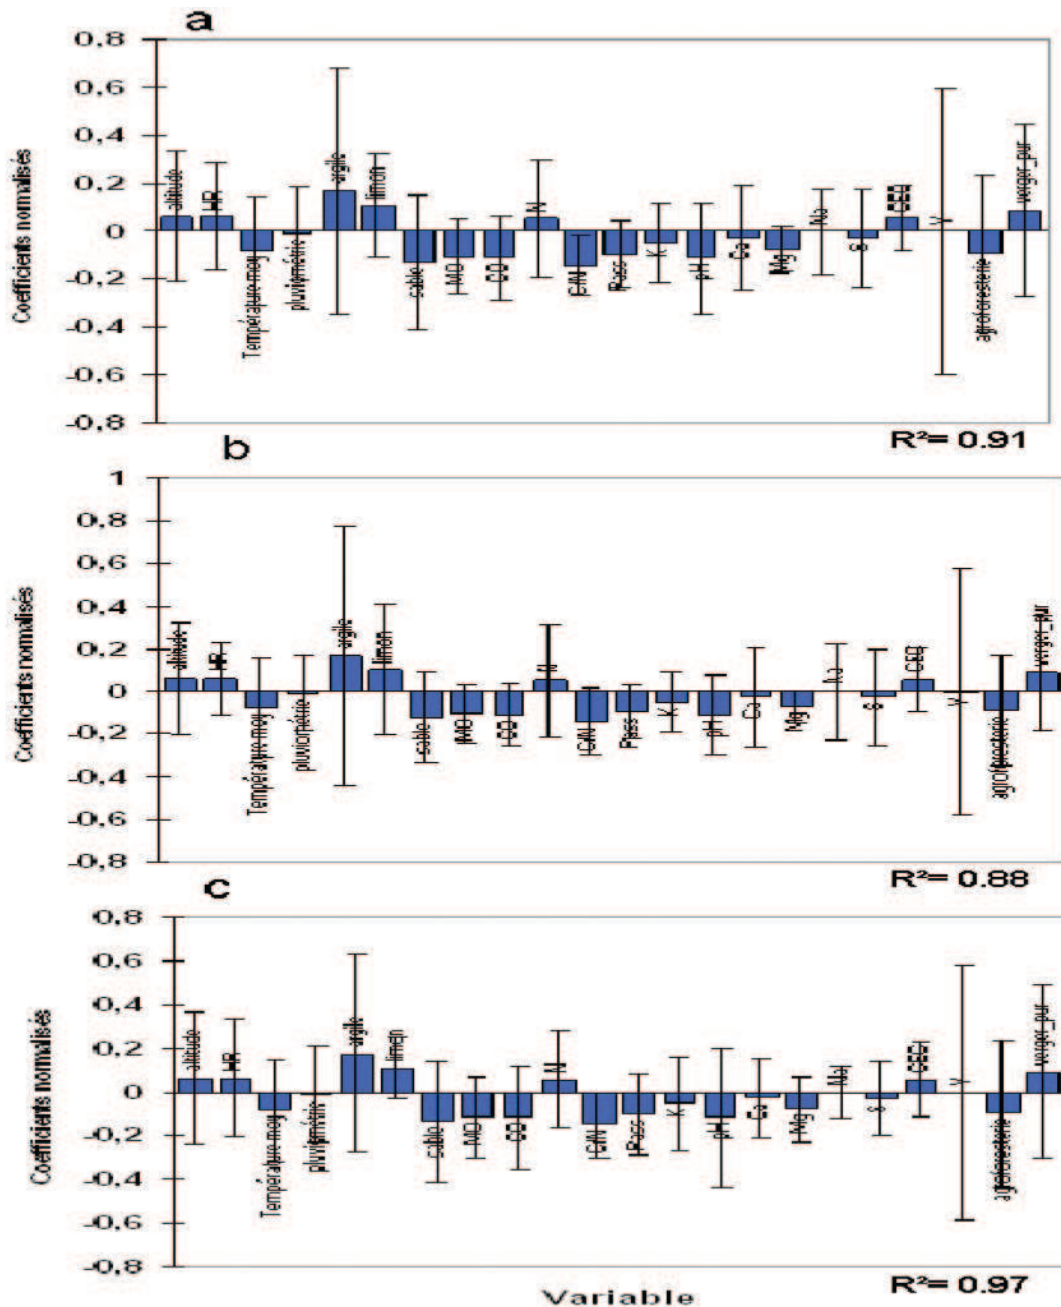 a
0,8
0,6
0,4
0,2
0
-0,2
-0,4
-0,6
-0,8
Coefficients normalisés
altitude
HR
Température moy
pluviométrie
argile
limon
sable
MO
CO
N
C/N
Pass
K
pH
Ca
Mg
Na
S
CEC
V
agroforesterie
verger_pur
R²= 0.91
b
1
0,8
0,6
0,4
0,2
0
-0,2
-0,4
-0,6
-0,8
Coefficients normalisés
altitude
HR
Température moy
pluviométrie
argile
limon
sable
MO
CO
N
C/N
Pass
K
pH
Ca
Mg
Na
S
CEC
V
agroforesterie
verger_pur
R²= 0.88
c
0,8
0,6
0,4
0,2
0
-0,2
-0,4
-0,6
-0,8
Coefficients normalisés
altitude
HR
Température moy
pluviométrie
argile
limon
sable
MO
CO
N
C/N
Pass
K
pH
Ca
Mg
Na
S
CEC
V
agroforesterie
verger_pur
Variable
R²= 0.97